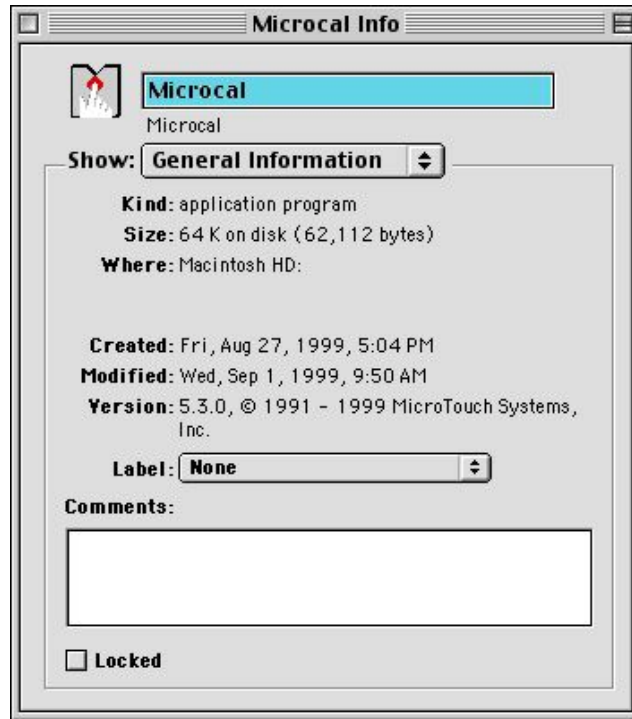 Microcal Info
Microcal
Microcal
Show: General Information
Kind: application program
Size: 64 K on disk (62,112 bytes)
Where: Macintosh HD:
Created: Fri, Aug 27, 1999, 5:04 PM
Modified: Wed, Sep 1, 1999, 9:50 AM
Version: 5.3.0, © 1991 - 1999 MicroTouch Systems,
Inc.
Label: None
Comments:
Locked